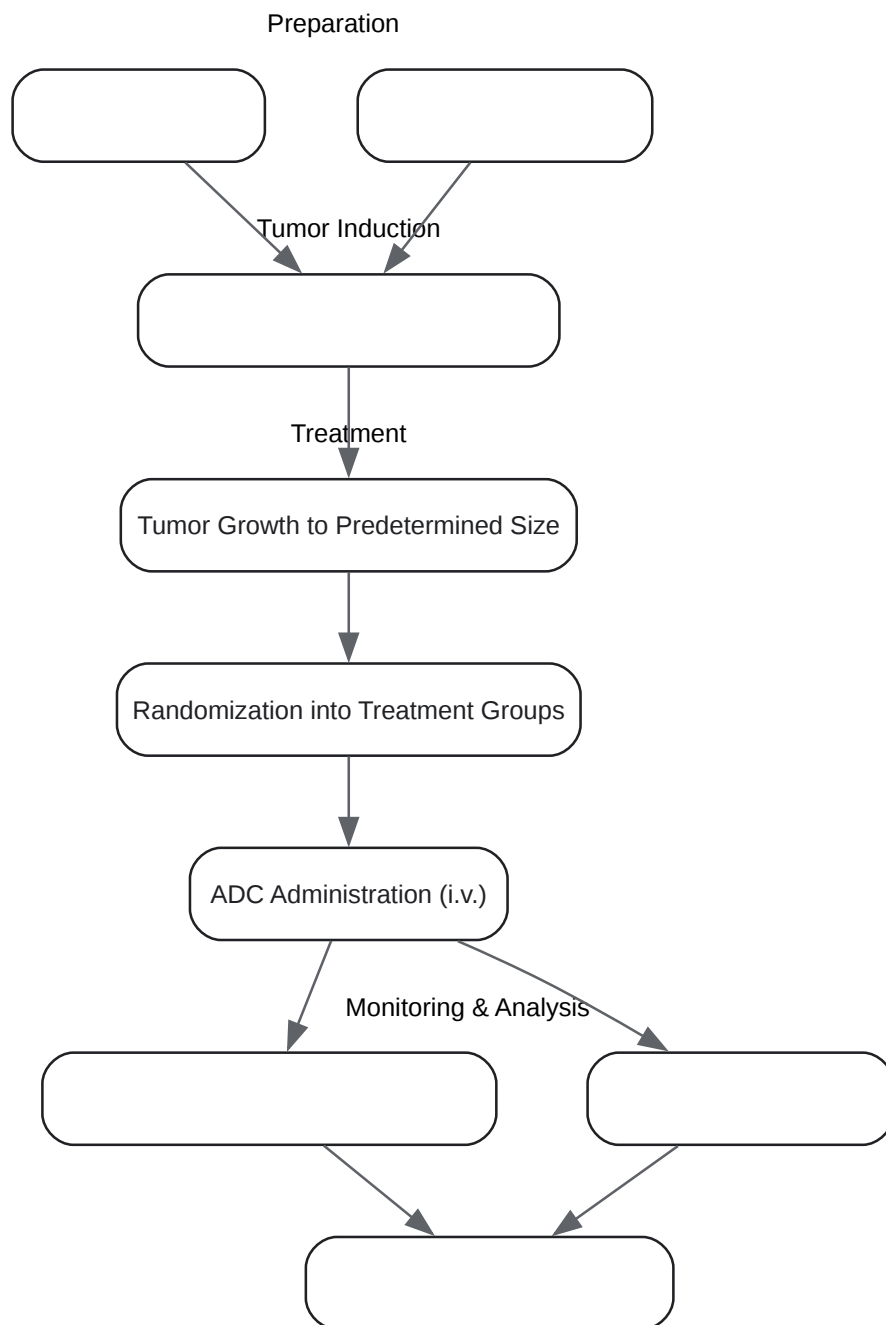 Preparation
Tumor Induction
Treatment
Tumor Growth to Predetermined Size
Randomization into Treatment Groups
ADC Administration (i.v.)
Monitoring & Analysis